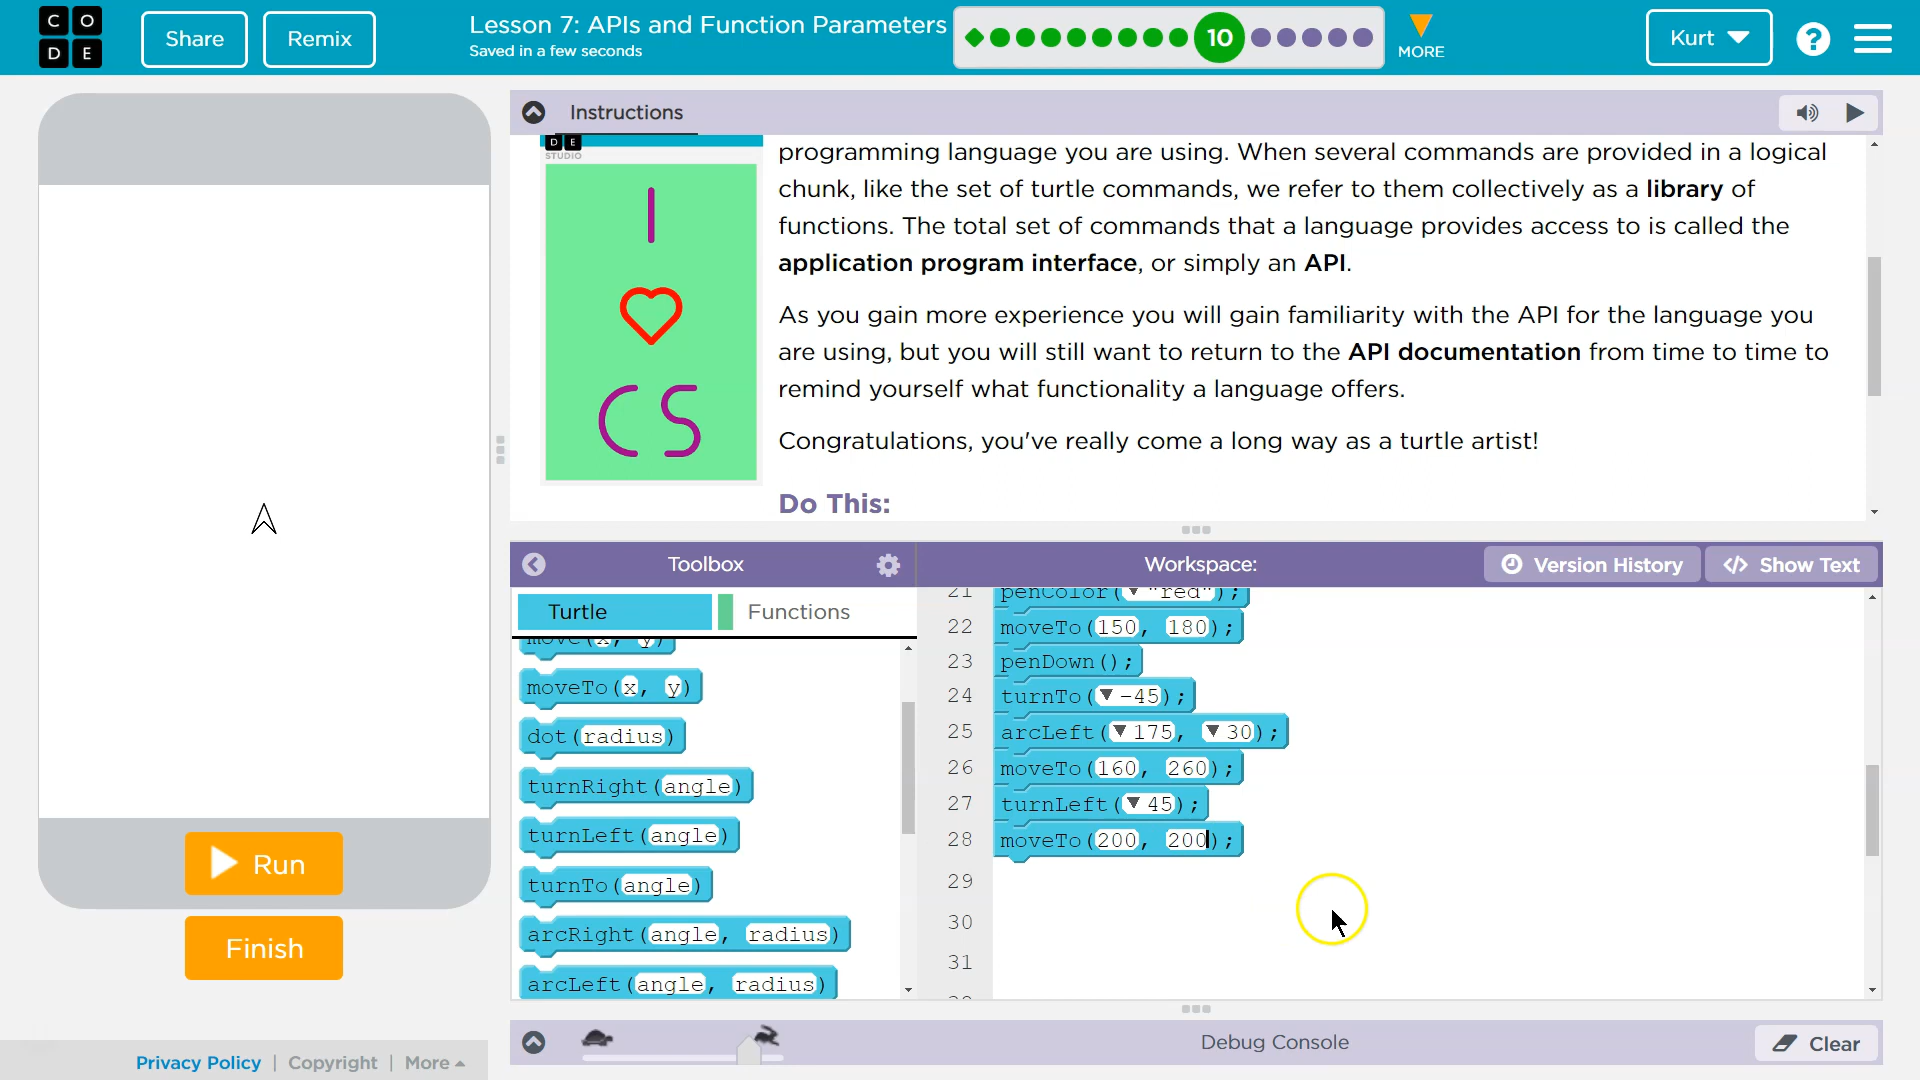 C O
D E
Share
Remix
Lesson 7: APIs and Function Parameters
Saved in a few seconds
10
MORE
Kurt
?
Instructions
D E
STUDIO
I
CS
programming language you are using. When several commands are provided in a logical
chunk, like the set of turtle commands, we refer to them collectively as a library of
functions. The total set of commands that a language provides access to is called the
application program interface, or simply an API.
As you gain more experience you will gain familiarity with the API for the language you
are using, but you will still want to return to the API documentation from time to time to
remind yourself what functionality a language offers.
Congratulations, you've really come a long way as a turtle artist!
Do This:
Toolbox
Workspace:
Version History
</> Show Text
Turtle
Functions
move(x, y)
moveTo(x, y)
dot(radius)
turnRight(angle)
turnLeft(angle)
turnTo(angle)
arcRight(angle, radius)
arcLeft(angle, radius)
21 penColor("red");
22 moveTo(150, 180);
23 penDown();
24 turnTo(-45);
25 arcLeft(175, 30);
26 moveTo(160, 260);
27 turnLeft(45);
28 moveTo(200, 200);
29
30
31
Run
Finish
Debug Console
Clear
Privacy Policy | Copyright | More